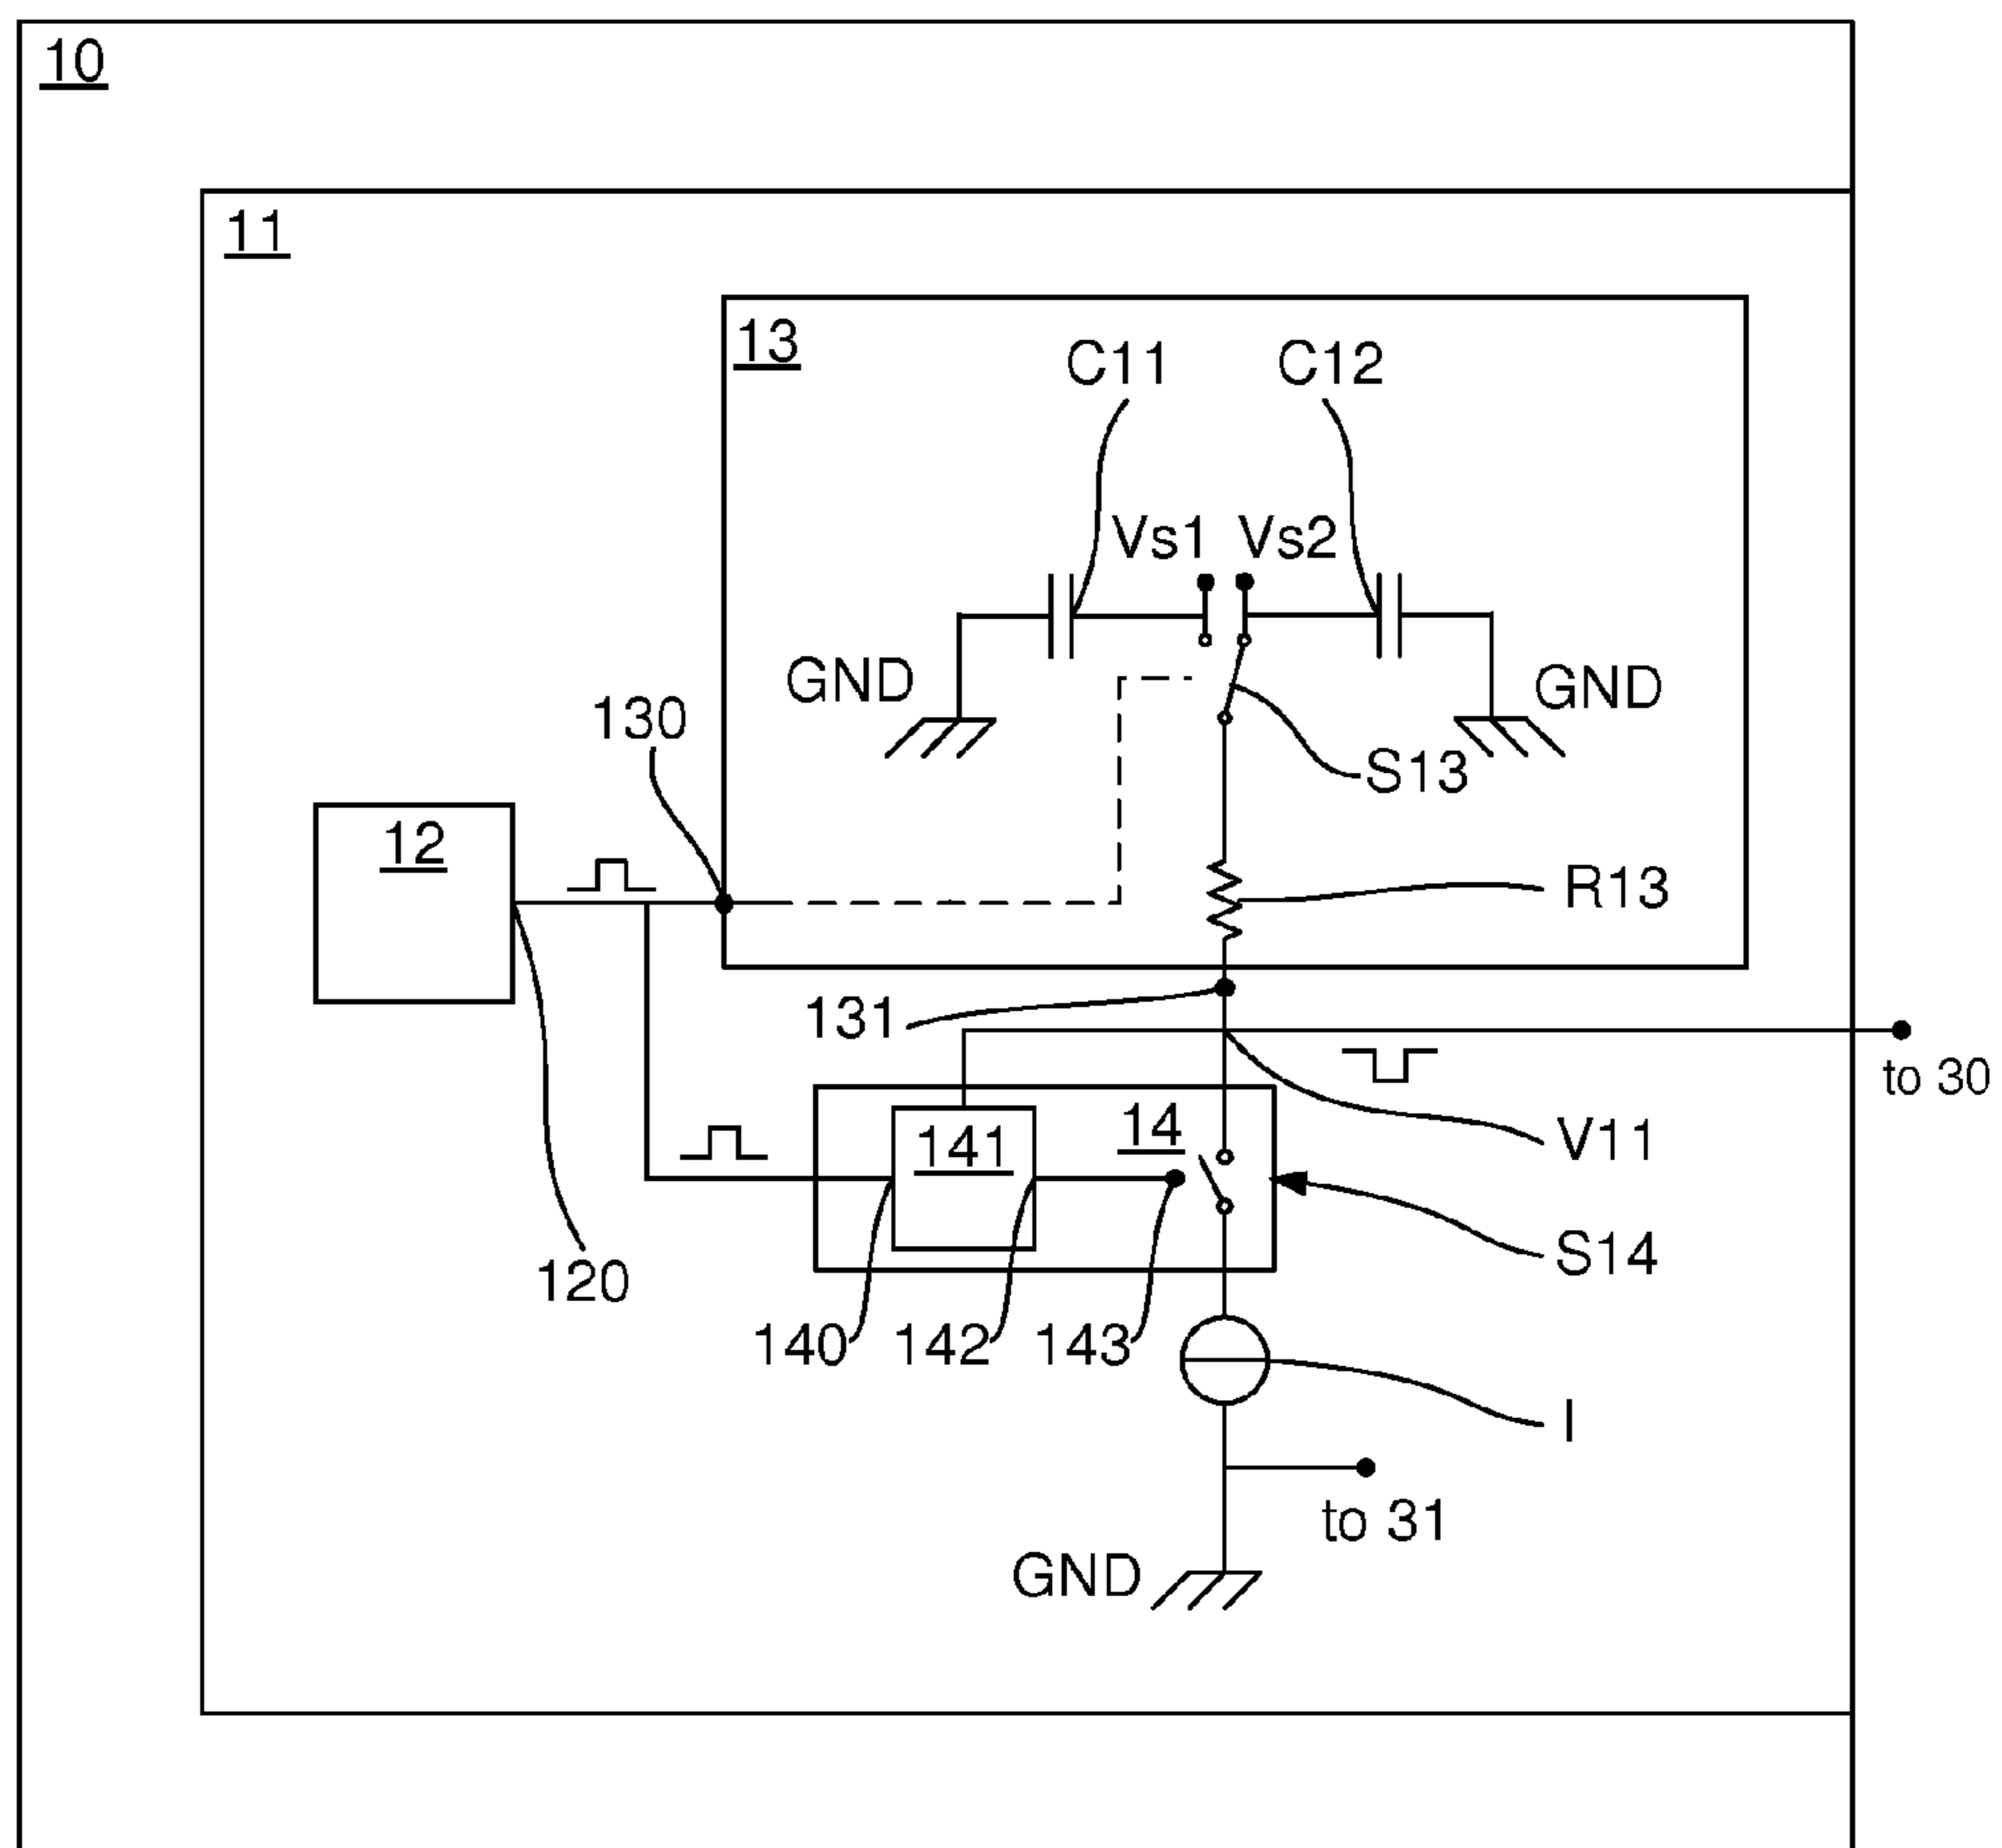 10
11
13
C11 C12
Vs1 Vs2
GND GND
130
S13
12
R13
131
to 30
141 14
V11
S14
120
140 142 143
I
to 31
GND